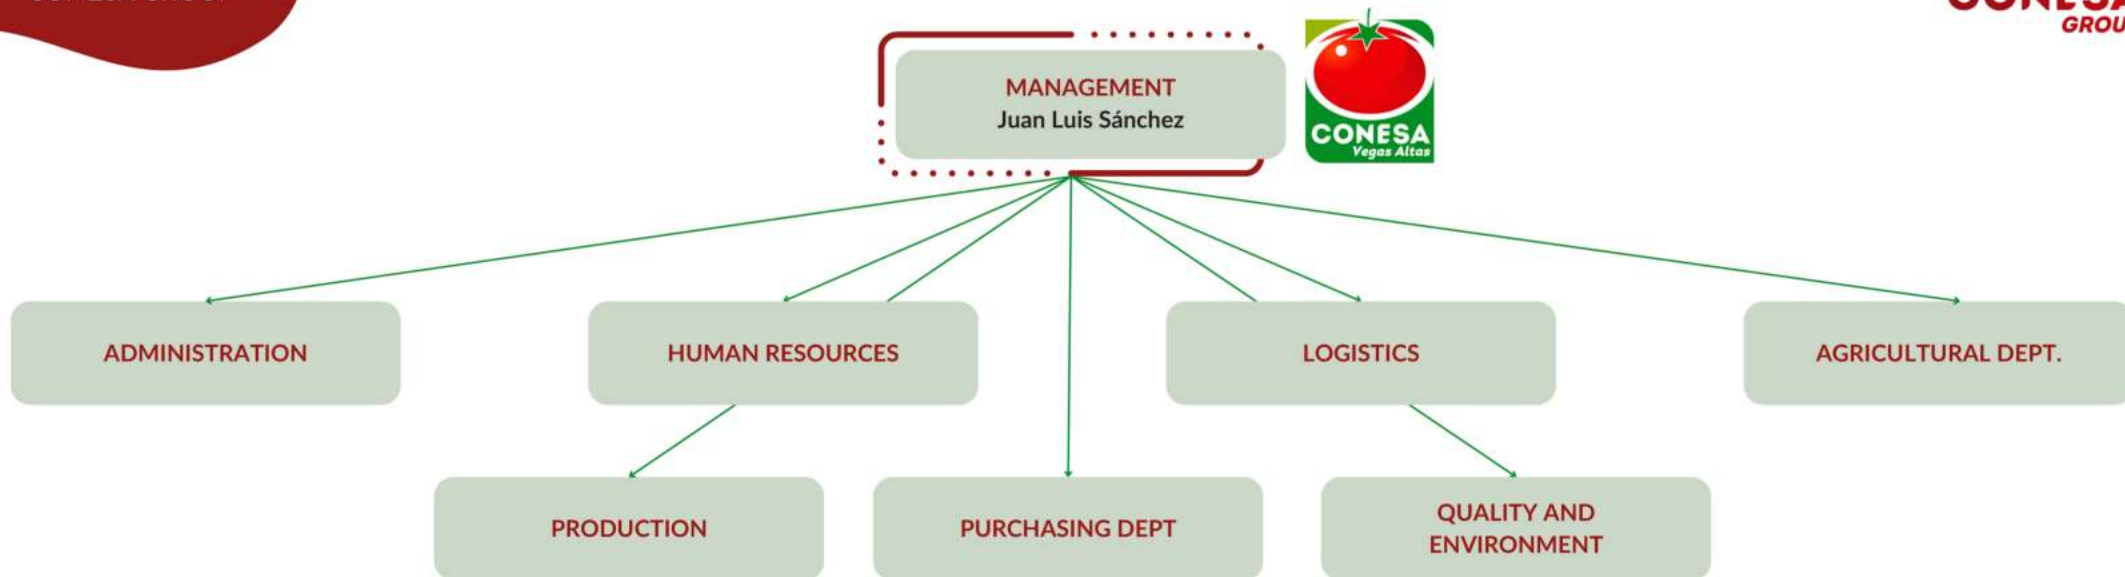 MANAGEMENT
Juan Luis Sánchez
CONESA
Vegas Altas
ADMINISTRATION
HUMAN RESOURCES
LOGISTICS
AGRICULTURAL DEPT.
PRODUCTION
PURCHASING DEPT
QUALITY AND
ENVIRONMENT